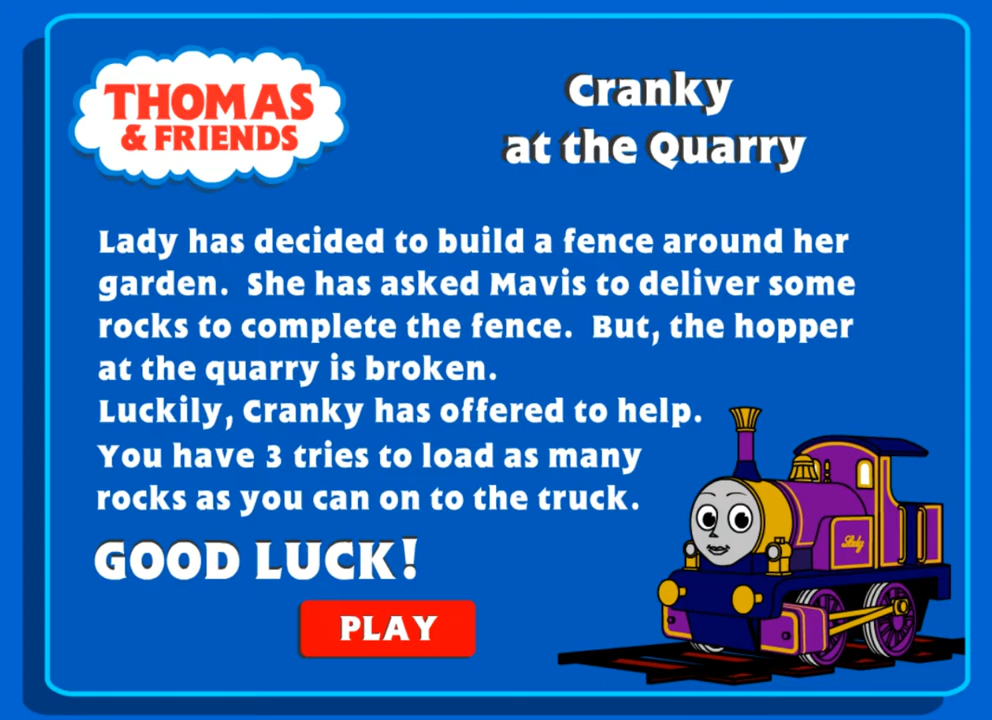 THOMAS
& FRIENDS
Cranky
at the Quarry
Lady has decided to build a fence around her
garden.  She has asked Mavis to deliver some
rocks to complete the fence.  But, the hopper
at the quarry is broken.
Luckily, Cranky has offered to help.
You have 3 tries to load as many
rocks as you can on to the truck.
GOOD LUCK!
Lady
PLAY